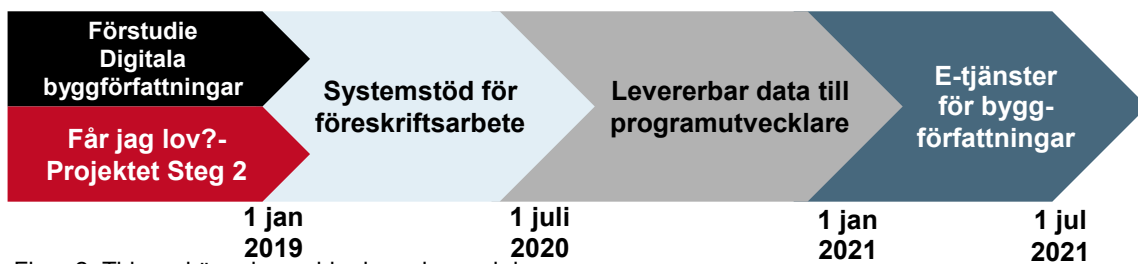 Förstudie
Digitala
byggförfattningar
Får jag lov?-
Projektet Steg 2
Systemstöd för
föreskriftsarbete
Levererbar data till
programutvecklare
E-tjänster
för bygg-
författningar
1 jan
2019
1 juli
2020
1 jan
2021
1 jul
2021